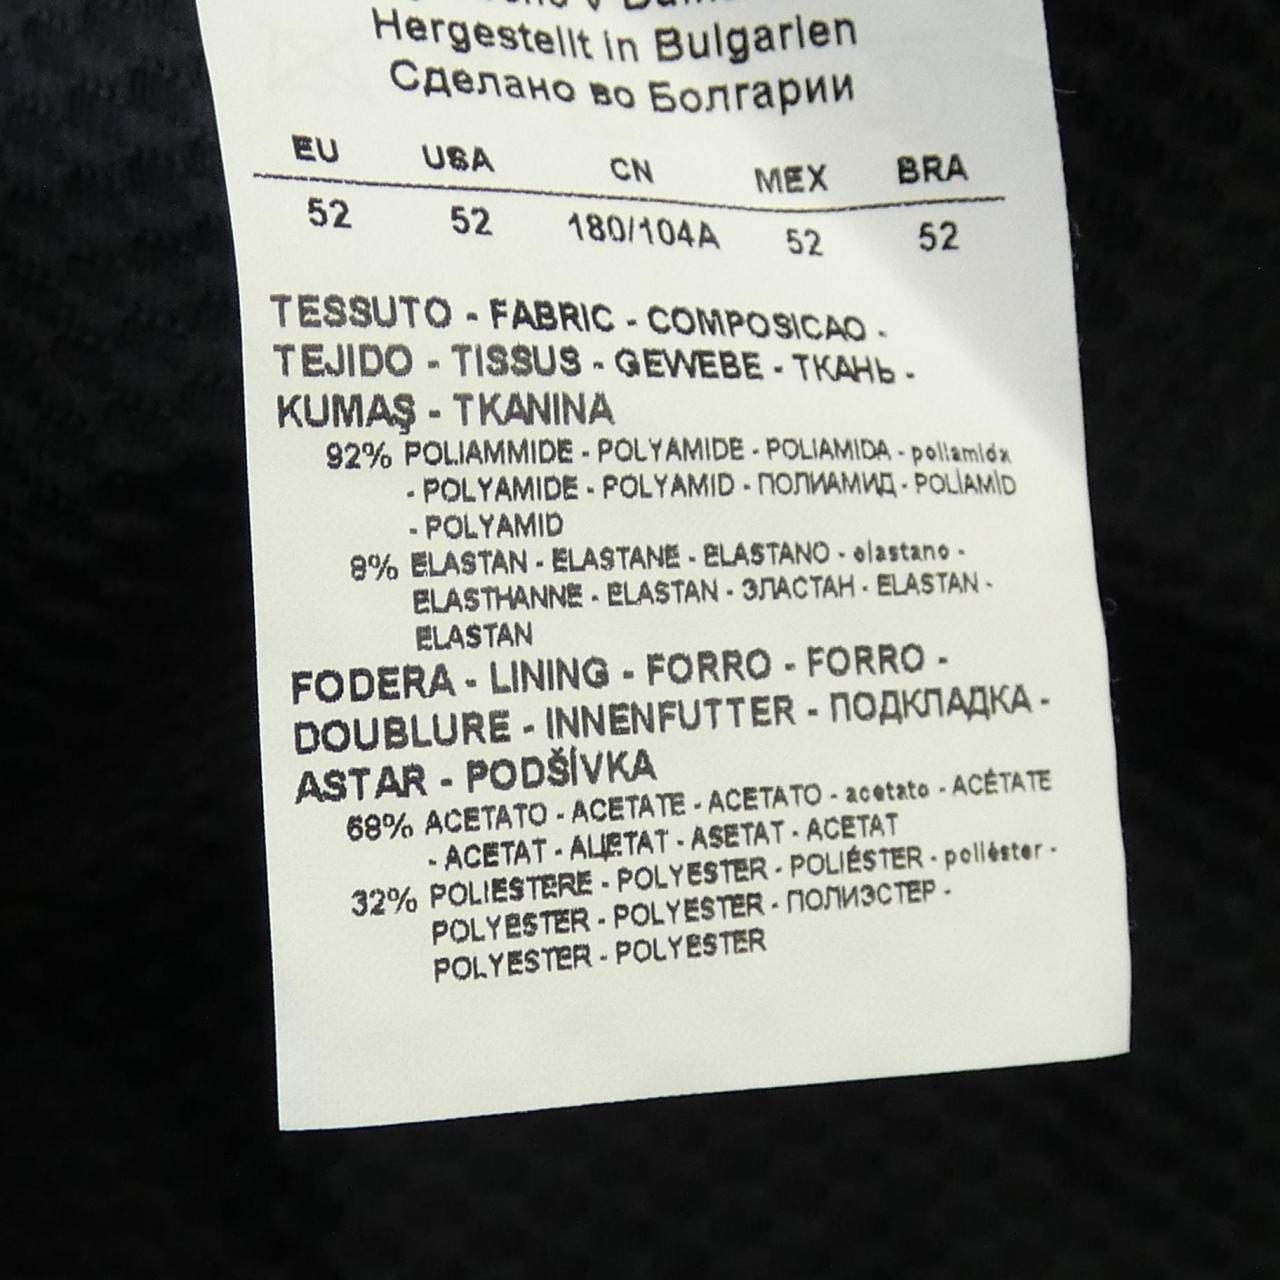 Hergestellt in Bulgarien
Сделано во Болгарии
EU USA CN MEX BRA
52 52 180/104A 52 52
TESSUTO - FABRIC - COMPOSICAO -
TEJIDO - TISSUS - GEWEBE - ТКАНЬ -
KUMAŞ - TKANINA
92% POLIAMMIDE - POLYAMIDE - POLIAMIDA - poliamida
- POLYAMIDE - POLYAMID - ПОЛИАМИД - POLİAMİD
- POLYAMID
8% ELASTAN - ELASTANE - ELASTANO - elastano -
ELASTHANNE - ELASTAN - ЭЛАСТАН - ELASTAN -
ELASTAN
FODERA - LINING - FORRO - FORRO -
DOUBLURE - INNENFUTTER - ПОДКЛАДКА -
ASTAR - PODŠÍVKA
68% ACETATO - ACETATE - ACETATO - acetato - ACÉTATE
- ACETAT - АЦЕТАТ - ASETAT - ACETAT
32% POLIESTERE - POLYESTER - POLIÉSTER - poliéster -
POLYESTER - POLYESTER - ПОЛИЭСТЕР -
POLYESTER - POLYESTER